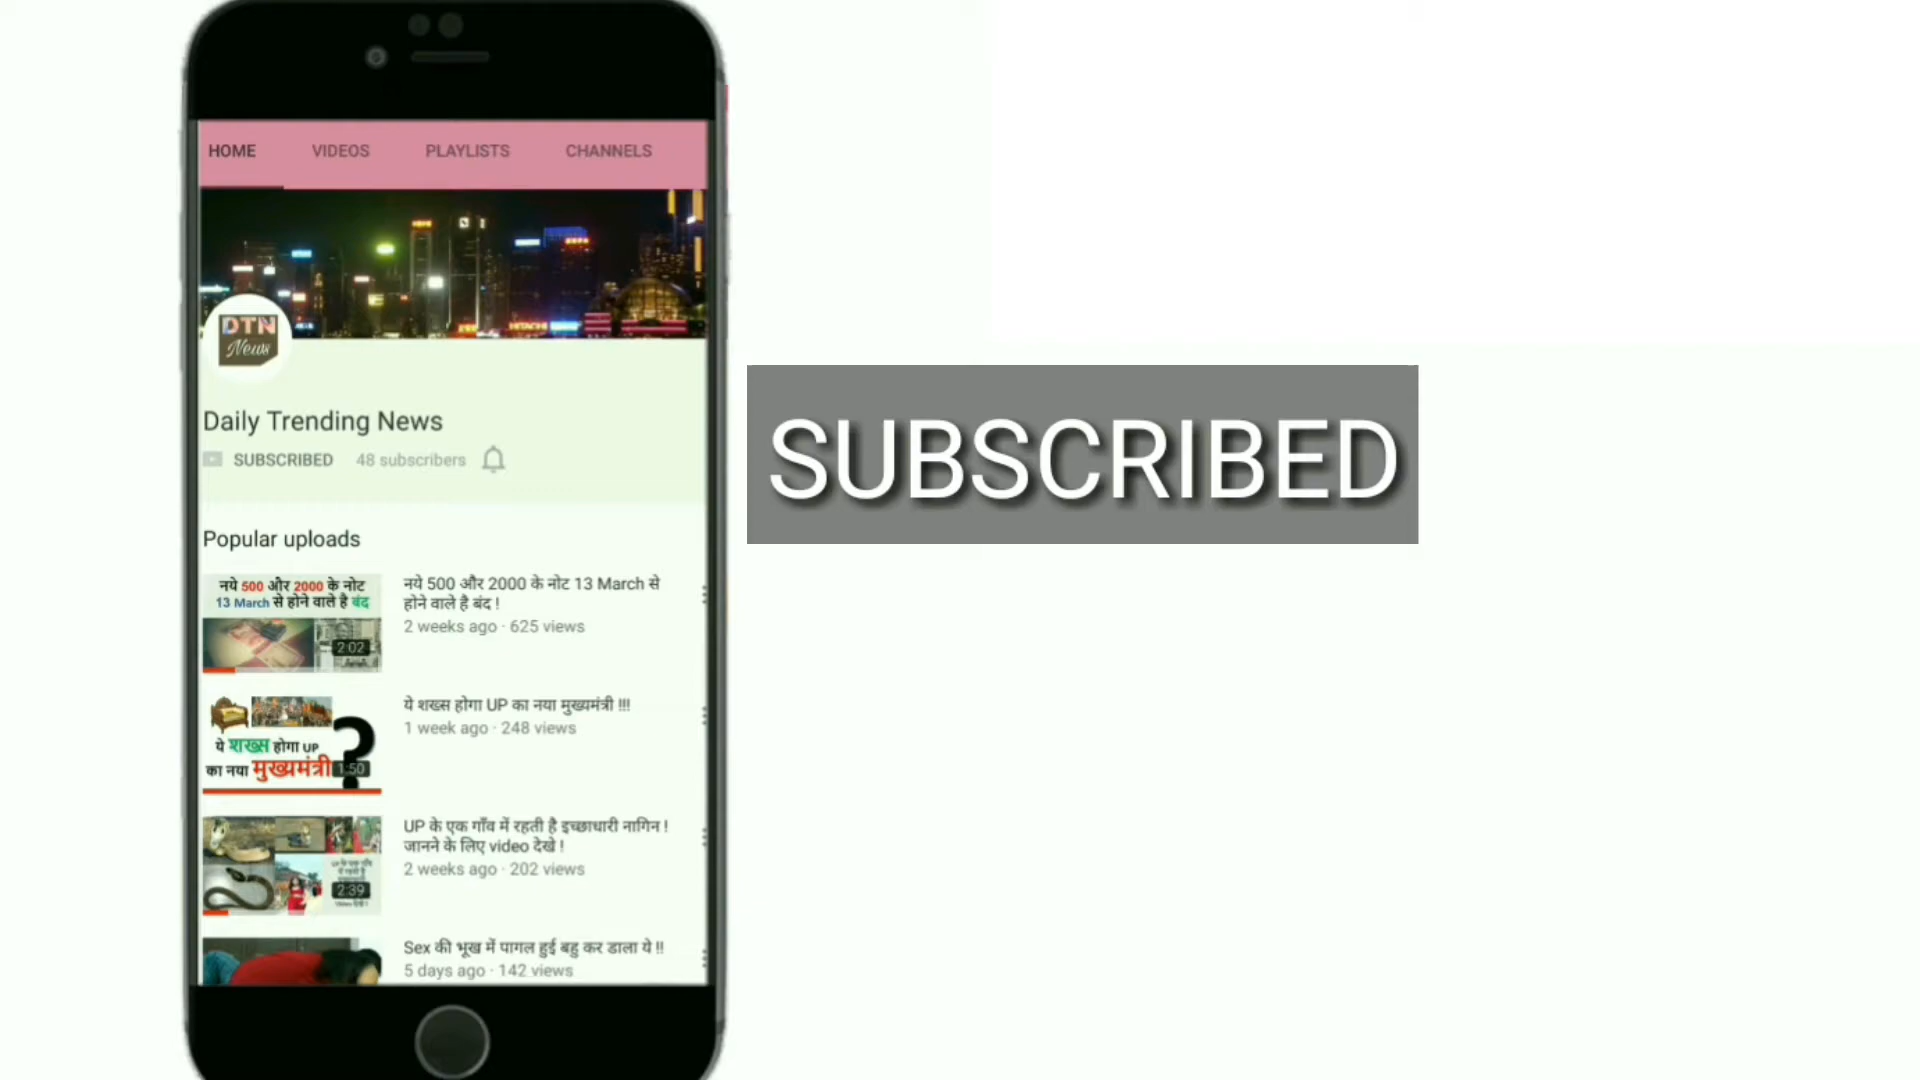 HOME VIDEOS PLAYLISTS CHANNELS
HITACHI
DTN
News
Daily Trending News
SUBSCRIBED 48 subscribers
SUBSCRIBED
Popular uploads
नये 500 और 2000 के नोट
13 March से होने वाले है बंद
2:02
नये 500 और 2000 के नोट 13 March से
होने वाले है बंद !
2 weeks ago · 625 views
ये शख्स होगा UP
का नया मुख्यमंत्री
?
1:50
ये शख्स होगा UP का नया मुख्यमंत्री !!!
1 week ago · 248 views
2:39
UP के एक गाँव में रहती है इच्छाधारी नागिन !
जानने के लिए video देखे !
2 weeks ago · 202 views
Sex की भूख में पागल हुई बहु कर डाला ये !!
5 days ago · 142 views